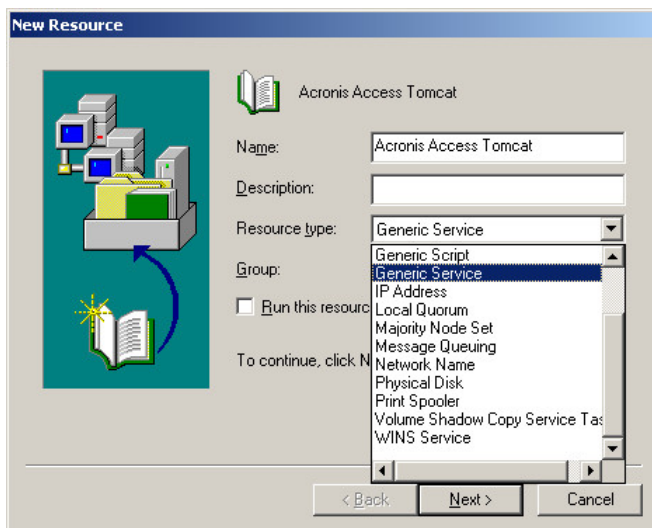 New Resource
Acronis Access Tomcat
Name: Acronis Access Tomcat
Description:
Resource type: Generic Service
Generic Script
Generic Service
Group:
IP Address
Run this resourc
Local Quorum
Majority Node Set
Message Queuing
To continue, click N
Network Name
Physical Disk
Print Spooler
Volume Shadow Copy Service Tas
WINS Service
< Back
Next >
Cancel